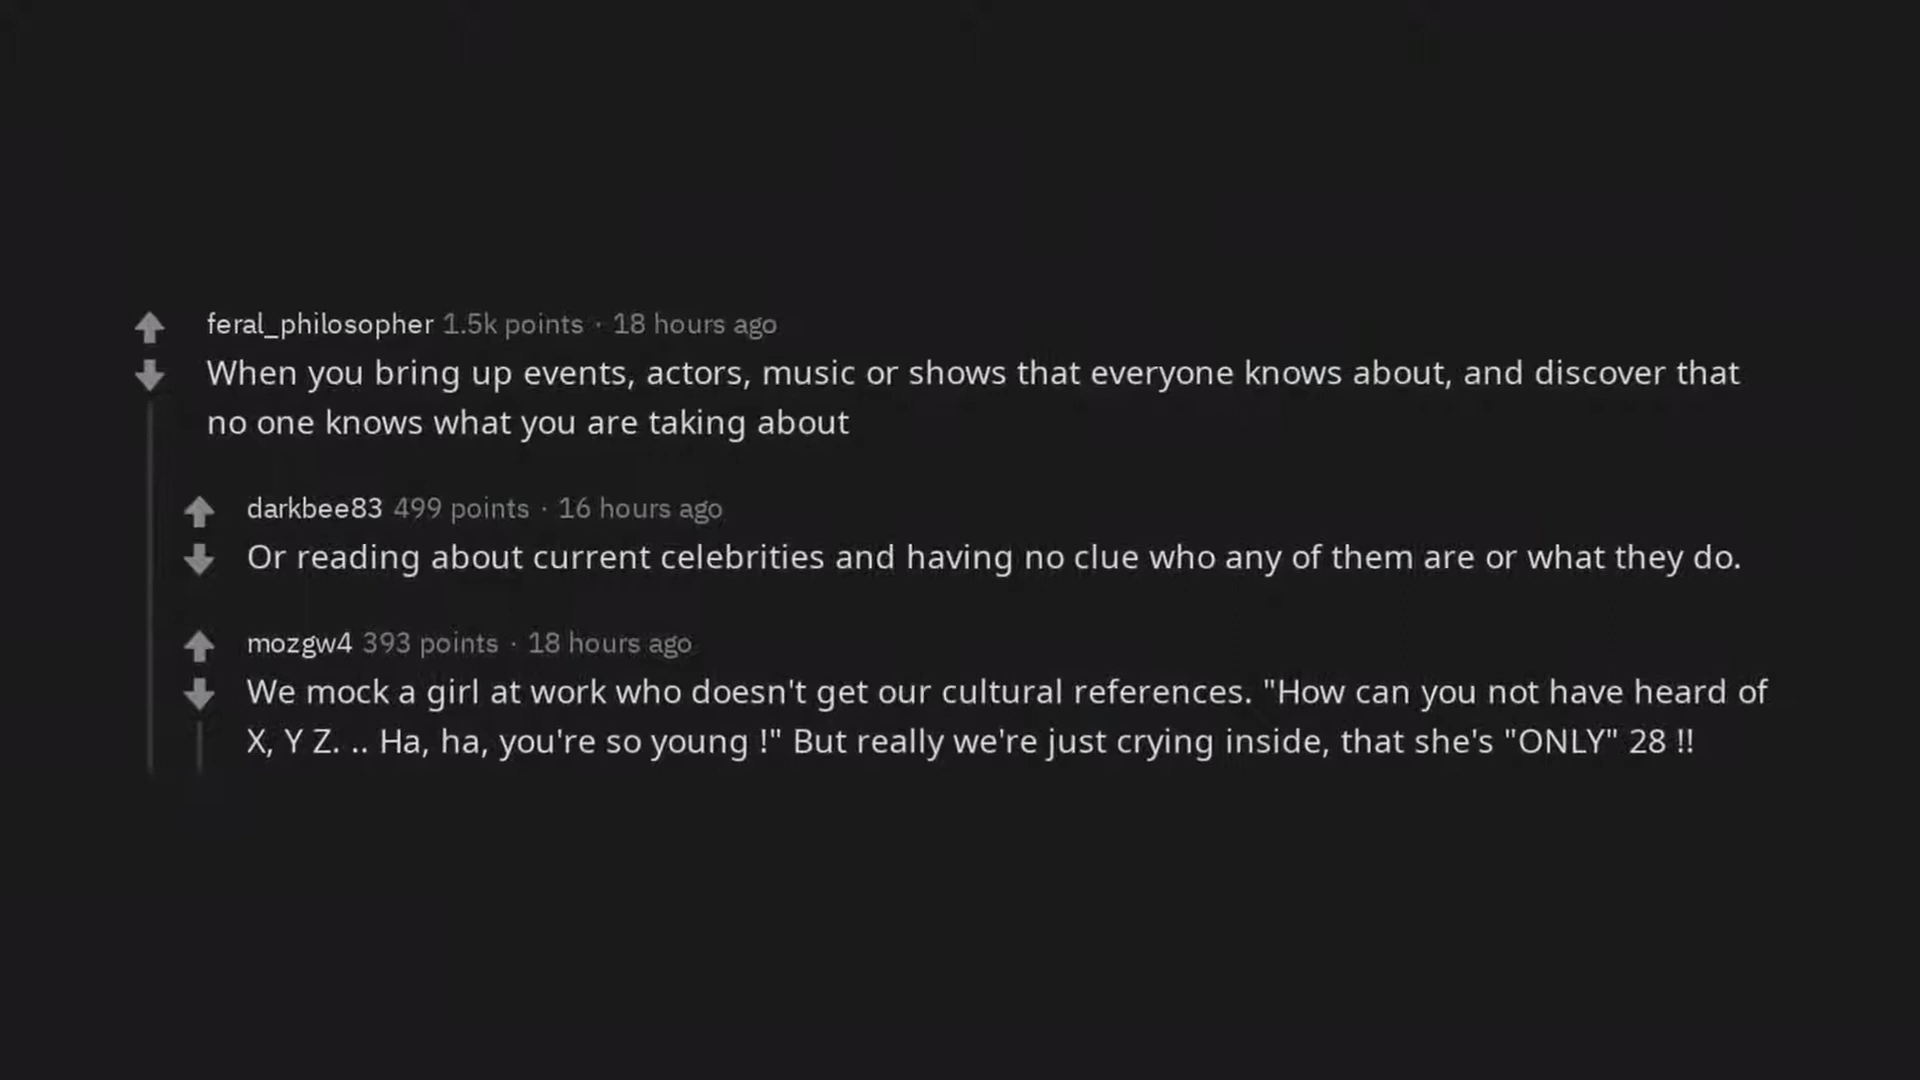 feral_philosopher 1.5k points · 18 hours ago
When you bring up events, actors, music or shows that everyone knows about, and discover that
no one knows what you are taking about
darkbee83 499 points · 16 hours ago
Or reading about current celebrities and having no clue who any of them are or what they do.
mozgw4 393 points · 18 hours ago
We mock a girl at work who doesn't get our cultural references. "How can you not have heard of
X, Y Z. .. Ha, ha, you're so young !" But really we're just crying inside, that she's "ONLY" 28 !!